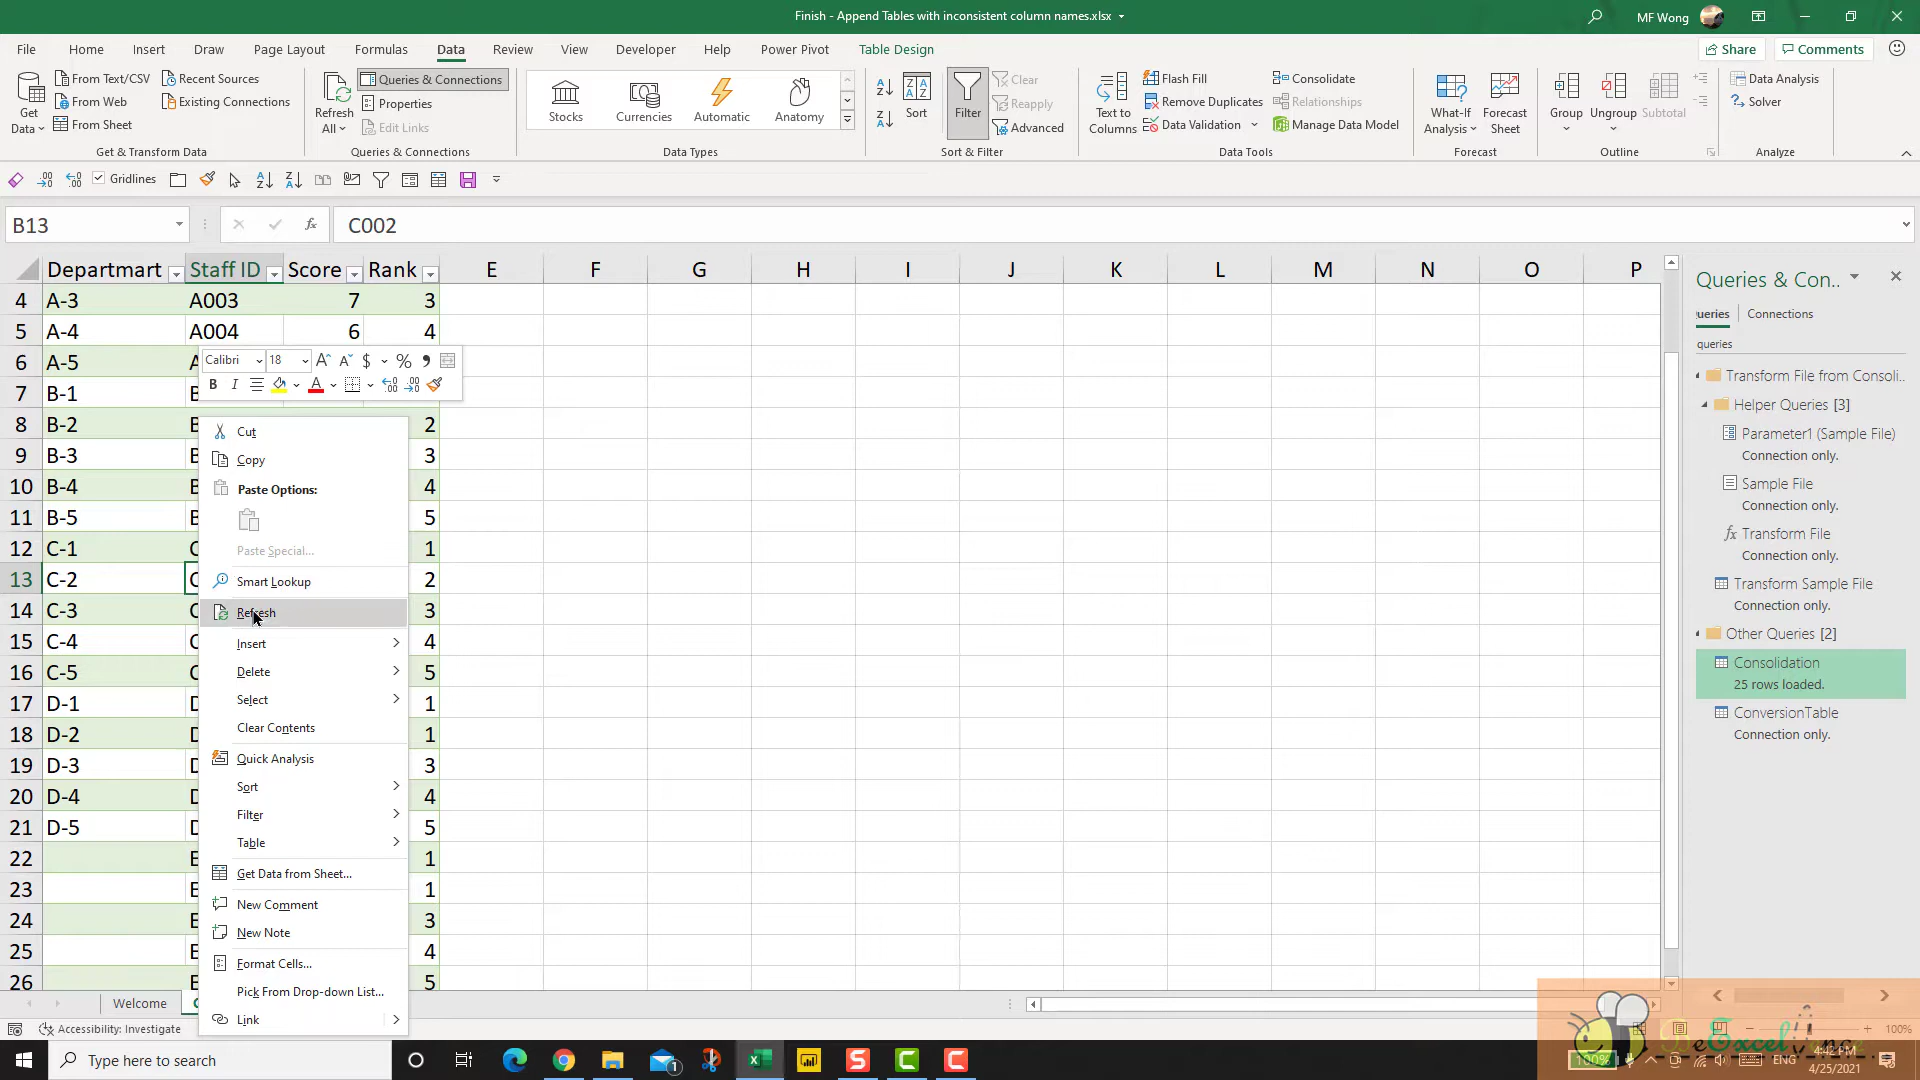 Finish - Append Tables with inconsistent column names.xlsx
MF Wong
File Home Insert Draw Page Layout Formulas Data Review View Developer Help Power Pivot Table Design Share Comments
Get Data
From Text/CSV
From Web
From Sheet
Recent Sources
Existing Connections
Get & Transform Data
Refresh All
Queries & Connections
Properties
Edit Links
Queries & Connections
Stocks Currencies Automatic Anatomy
Data Types
Sort
Filter
Clear
Reapply
Advanced
Sort & Filter
Text to Columns
Flash Fill
Remove Duplicates
Data Validation
Consolidate
Relationships
Manage Data Model
Data Tools
What-If Analysis
Forecast Sheet
Forecast
Group Ungroup Subtotal
Outline
Data Analysis
Solver
Analyze
Gridlines
B13 fx C002
Departmart Staff ID Score Rank E F G H I J K L M N O P
4 A-3 A003 7 3
5 A-4 A004 6 4
6 A-5 A
7 B-1 B
8 B-2 B 2
9 B-3 B 3
10 B-4 B 4
11 B-5 B 5
12 C-1 C 1
13 C-2 C 2
14 C-3 C 3
15 C-4 C 4
16 C-5 C 5
17 D-1 D 1
18 D-2 D 1
19 D-3 D 3
20 D-4 D 4
21 D-5 D 5
22 E 1
23 E 1
24 E 3
25 E 4
26 E 5
Calibri 18 A A $ % ,
B I A
Cut
Copy
Paste Options:
Paste Special...
Smart Lookup
Refresh
Insert
Delete
Select
Clear Contents
Quick Analysis
Sort
Filter
Table
Get Data from Sheet...
New Comment
New Note
Format Cells...
Pick From Drop-down List...
Link
Queries & Con..
ueries Connections
queries
Transform File from Consoli..
Helper Queries [3]
Parameter1 (Sample File)
Connection only.
Sample File
Connection only.
fx Transform File
Connection only.
Transform Sample File
Connection only.
Other Queries [2]
Consolidation
25 rows loaded.
ConversionTable
Connection only.
Welcome C
Accessibility: Investigate
100%
Type here to search
1
100%
ENG
4:42 PM
4/25/2021